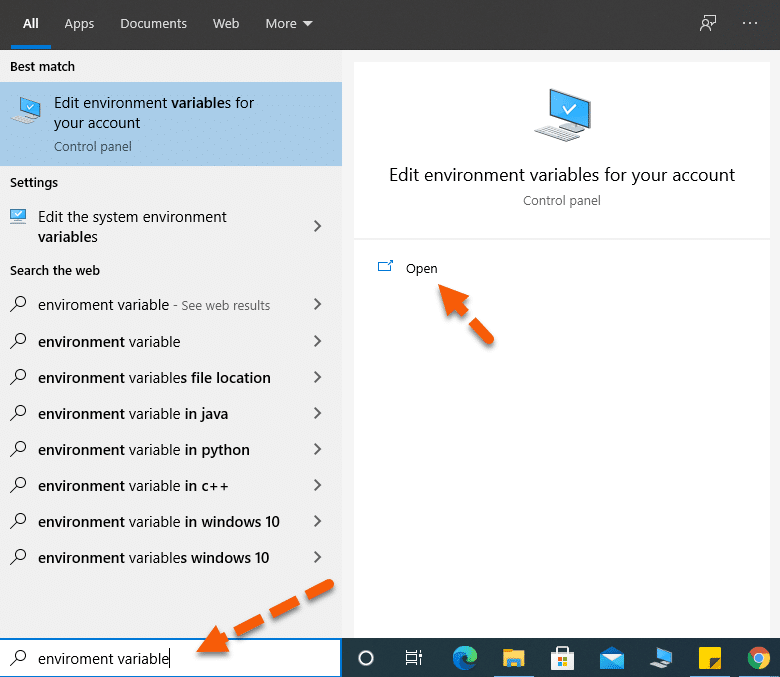 All Apps Documents Web More
Best match
Edit environment variables for
your account
Control panel
Settings
Edit the system environment
variables
Search the web
enviroment variable - See web results
environment variable
environment variables file location
environment variable in java
environment variable in python
environment variable in c++
environment variable in windows 10
environment variables windows 10
enviroment variable
Edit environment variables for your account
Control panel
Open